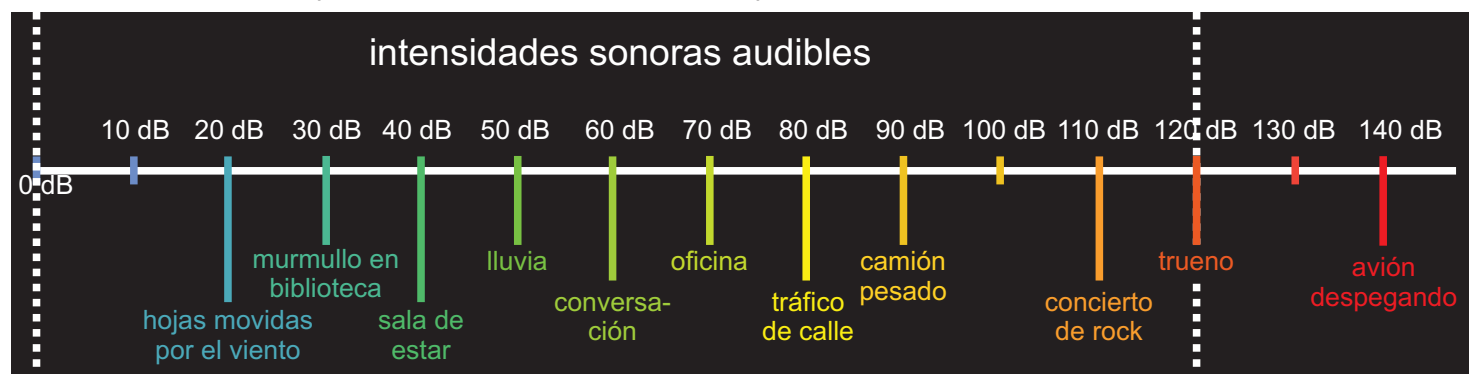 intensidades sonoras audibles
10 dB 20 dB 30 dB 40 dB 50 dB 60 dB 70 dB 80 dB 90 dB 100 dB 110 dB 120 dB 130 dB 140 dB
0 dB
murmullo en
biblioteca
lluvia
oficina
camión
pesado
trueno
avión
despegando
hojas movidas
por el viento
sala de
estar
conversa-
ción
tráfico
de calle
concierto
de rock